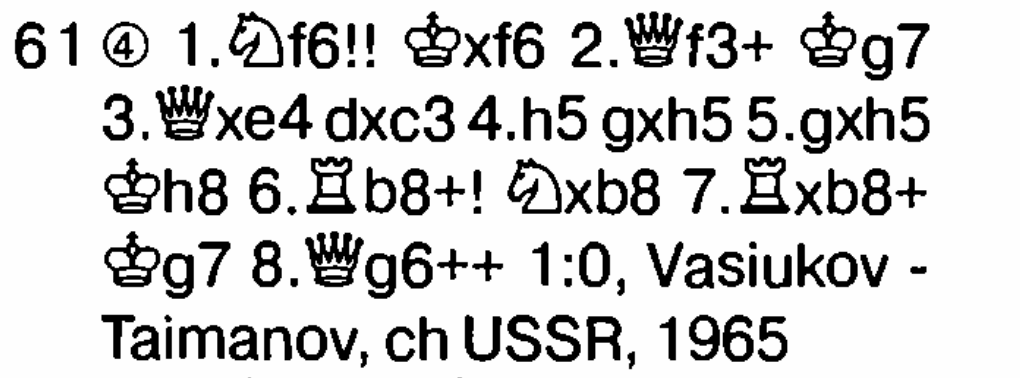 61 ④ 1.♘f6!! ♔xf6 2.♕f3+ ♔g7
3.♕xe4 dxc3 4.h5 gxh5 5.gxh5
♔h8 6.♖b8+! ♘xb8 7.♖xb8+
♔g7 8.♕g6++ 1:0, Vasiukov -
Taimanov, ch USSR, 1965